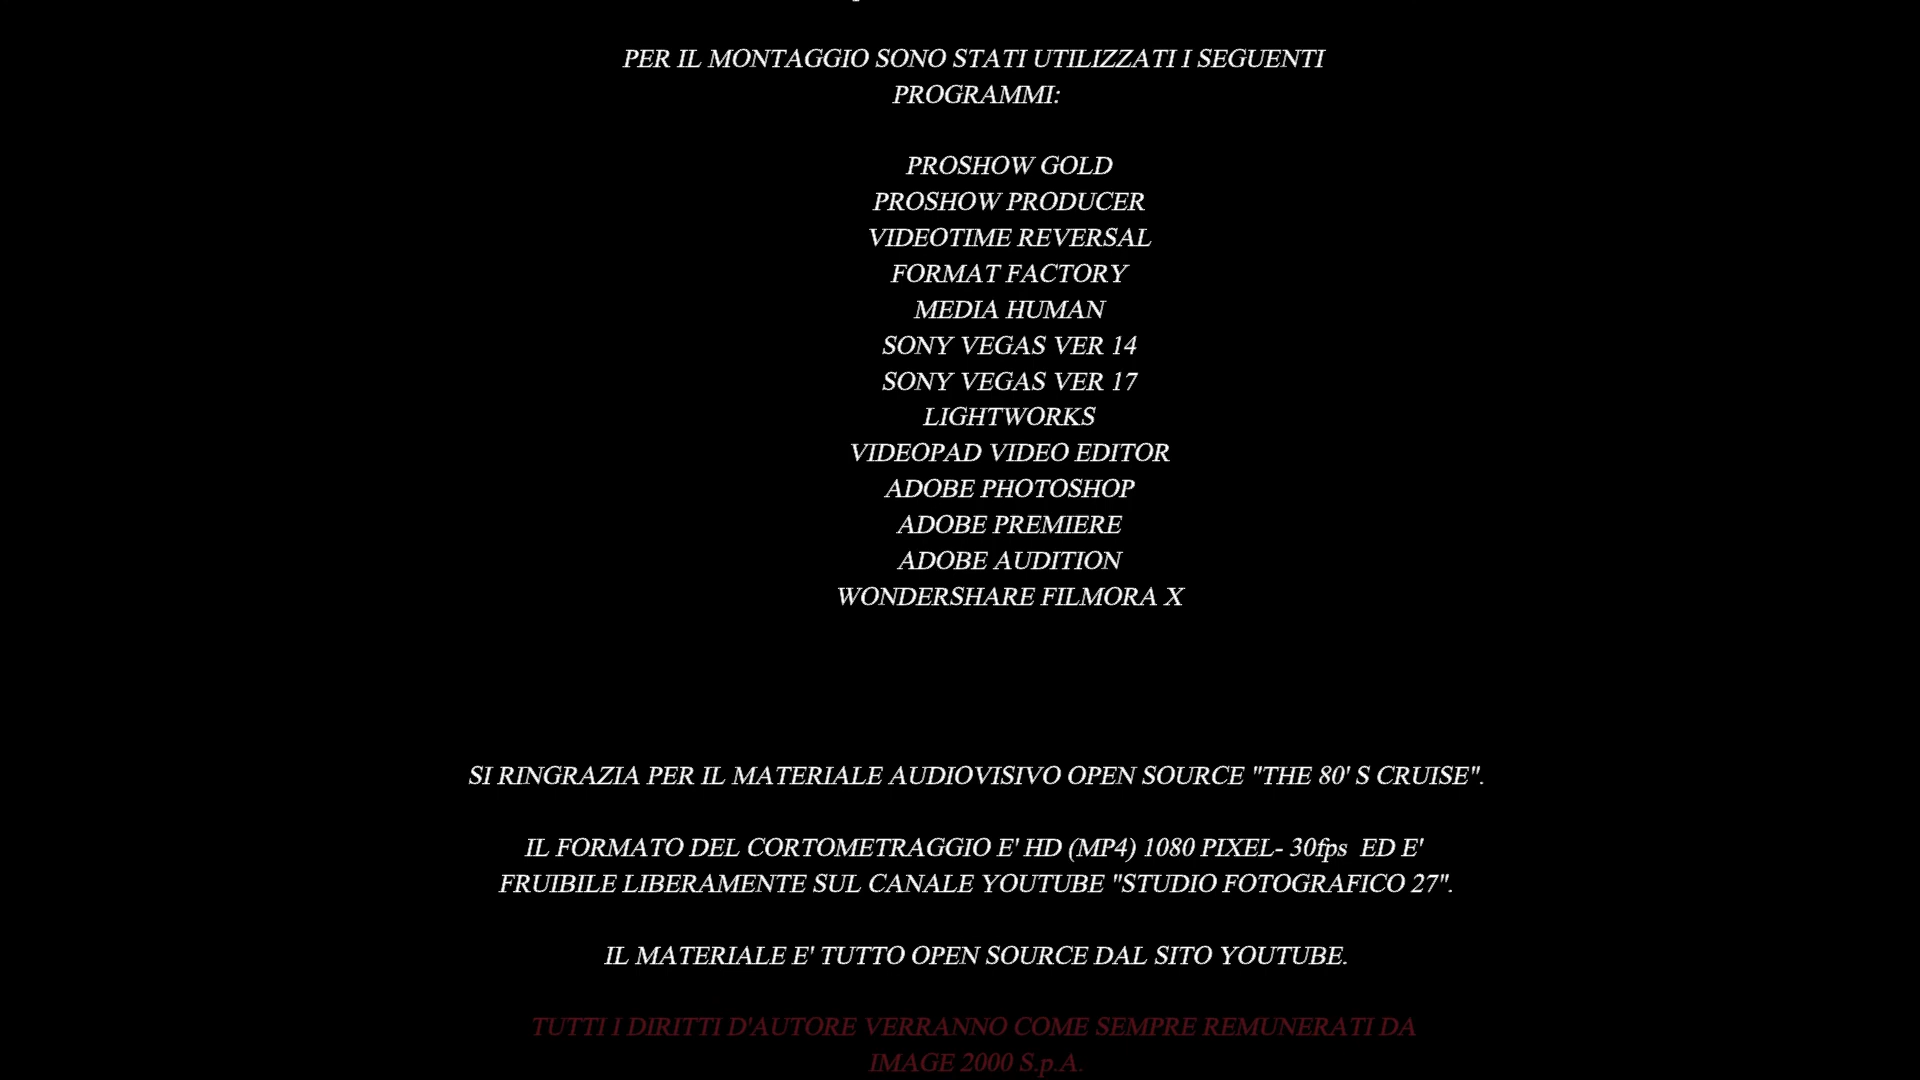 PER IL MONTAGGIO SONO STATI UTILIZZATI I SEGUENTI
PROGRAMMI:
PROSHOW GOLD
PROSHOW PRODUCER
VIDEOTIME REVERSAL
FORMAT FACTORY
MEDIA HUMAN
SONY VEGAS VER 14
SONY VEGAS VER 17
LIGHTWORKS
VIDEOPAD VIDEO EDITOR
ADOBE PHOTOSHOP
ADOBE PREMIERE
ADOBE AUDITION
WONDERSHARE FILMORA X
SI RINGRAZIA PER IL MATERIALE AUDIOVISIVO OPEN SOURCE "THE 80' S CRUISE".
IL FORMATO DEL CORTOMETRAGGIO E' HD (MP4) 1080 PIXEL- 30fps  ED E'
FRUIBILE LIBERAMENTE SUL CANALE YOUTUBE "STUDIO FOTOGRAFICO 27".
IL MATERIALE E' TUTTO OPEN SOURCE DAL SITO YOUTUBE.
TUTTI I DIRITTI D'AUTORE VERRANNO COME SEMPRE REMUNERATI DA
IMAGE 2000 S.p.A.